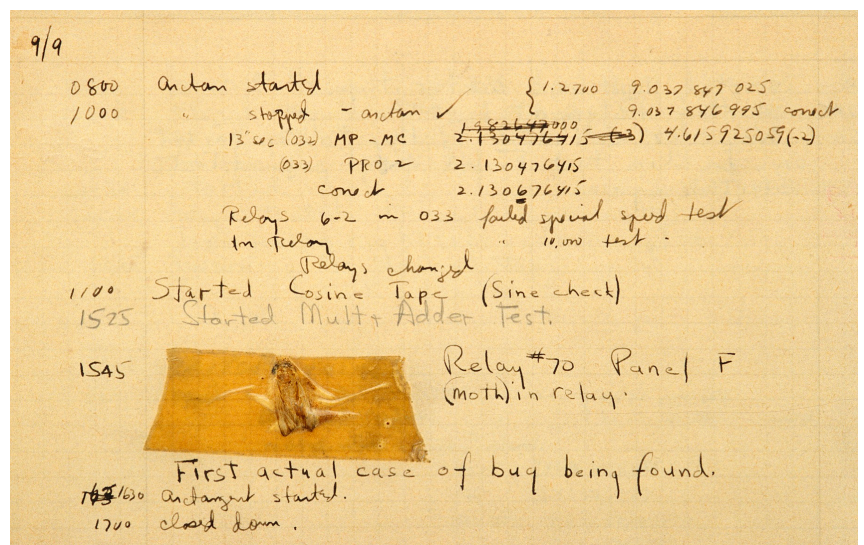 9/9
0800 arctan started { 1.2700 9.037 847 025
1000 " stopped - arctan ✓ 9.037 846 995 correct
13"sec (032) MP - MC 2.130476415 (-3) 4.615925059(-2)
(033) PRO 2 2.130476415
correct 2.130676415
Relays 6-2 in 033 failed special speed test
In Relay " 10,000 test .
Relays changed
1100 Started Cosine Tape (Sine check)
1525 Started Mult+ Adder Test.
1545 Relay #70 Panel F
(moth) in relay.
First actual case of bug being found.
1630 arctangent started.
1700 closed down.